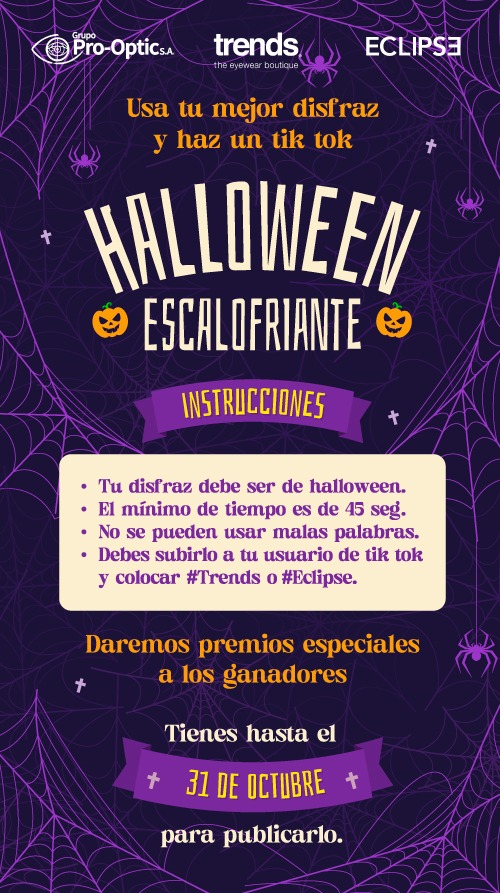 Grupo
Pro-Optic S.A.
trends
the eyewear boutique
ECLIPSE
Usa tu mejor disfraz
y haz un tik tok
HALLOWEEN
ESCALOFRIANTE
INSTRUCCIONES
• Tu disfraz debe ser de halloween.
• El mínimo de tiempo es de 45 seg.
• No se pueden usar malas palabras.
• Debes subirlo a tu usuario de tik tok
y colocar #Trends o #Eclipse.
Daremos premios especiales
a los ganadores
Tienes hasta el
31 DE OCTUBRE
para publicarlo.